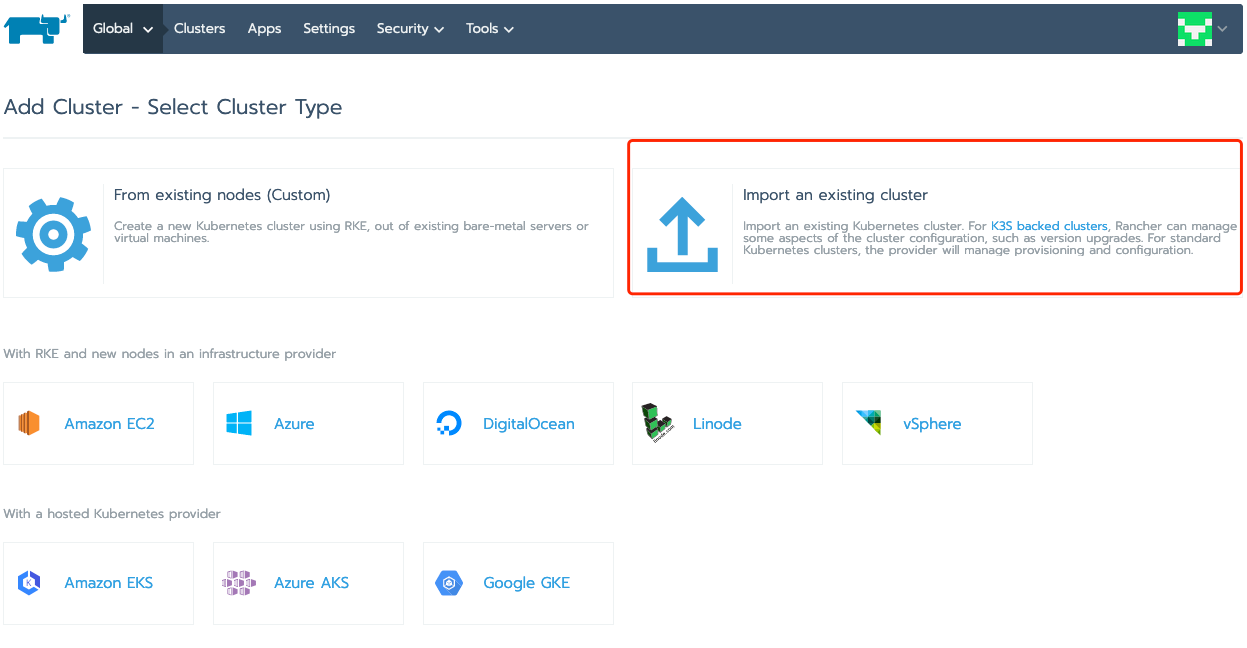 Global Clusters Apps Settings Security Tools
Add Cluster - Select Cluster Type
From existing nodes (Custom)
Create a new Kubernetes cluster using RKE, out of existing bare-metal servers or
virtual machines.
Import an existing cluster
Import an existing Kubernetes cluster. For K3S backed clusters, Rancher can manage
some aspects of the cluster configuration, such as version upgrades. For standard
Kubernetes clusters, the provider will manage provisioning and configuration.
With RKE and new nodes in an infrastructure provider
Amazon EC2
Azure
DigitalOcean
linode.com
Linode
vSphere
With a hosted Kubernetes provider
K
Amazon EKS
Azure AKS
Google GKE